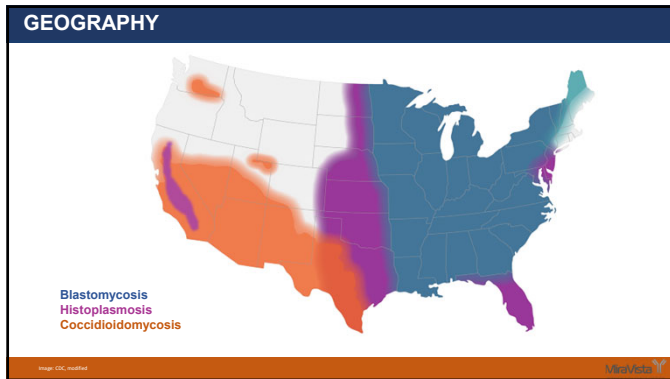 GEOGRAPHY
Blastomycosis
Histoplasmosis
Coccidioidomycosis
Image: CDC, modified
MiraVista